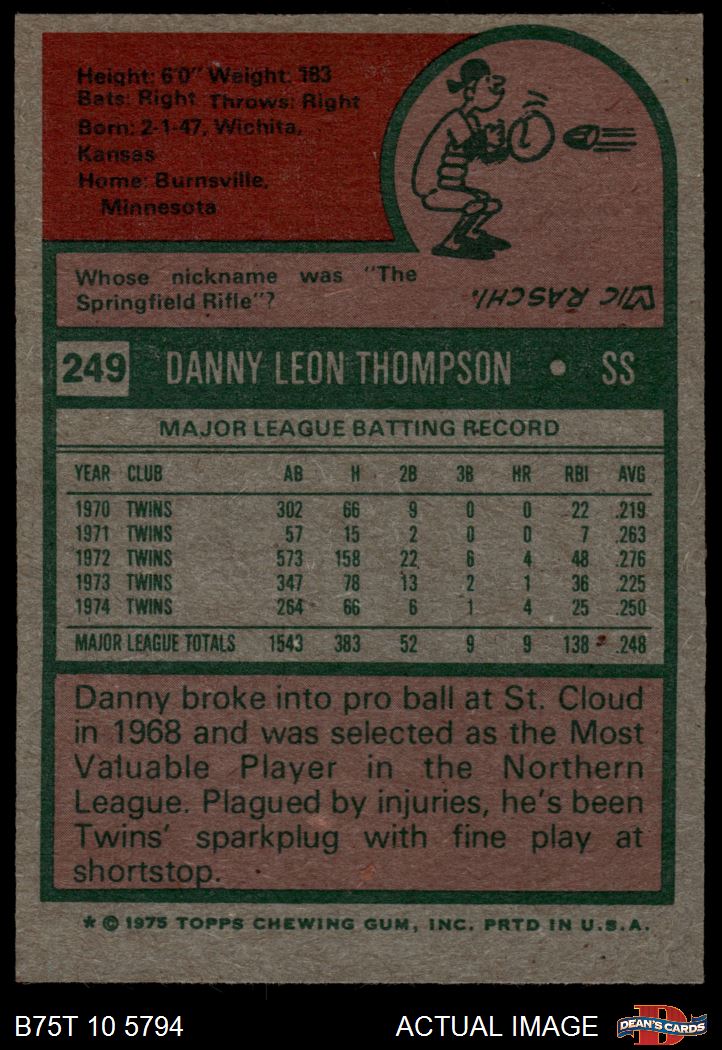 Height: 6'0" Weight: 183
Bats: Right Throws: Right
Born: 2-1-47, Wichita,
Kansas
Home: Burnsville,
Minnesota
Whose nickname was "The
Springfield Rifle"?
VIC RASCHI.
249 DANNY LEON THOMPSON • SS
MAJOR LEAGUE BATTING RECORD
YEAR CLUB AB H 2B 3B HR RBI AVG
1970 TWINS 302 66 9 0 0 22 .219
1971 TWINS 57 15 2 0 0 7 .263
1972 TWINS 573 158 22 6 4 48 .276
1973 TWINS 347 78 13 2 1 36 .225
1974 TWINS 264 66 6 1 4 25 .250
MAJOR LEAGUE TOTALS 1543 383 52 9 9 138 .248
Danny broke into pro ball at St. Cloud
in 1968 and was selected as the Most
Valuable Player in the Northern
League. Plagued by injuries, he's been
Twins' sparkplug with fine play at
shortstop.
* © 1975 TOPPS CHEWING GUM, INC. PRTD IN U.S.A.
B75T 10 5794 ACTUAL IMAGE D DEAN'S CARDS